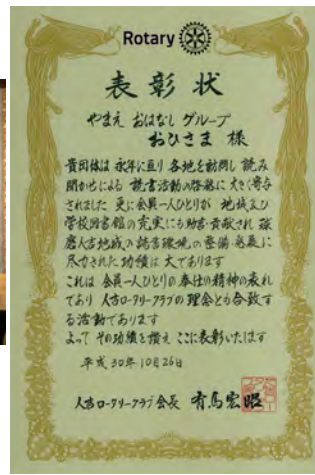 Rotary
表彰状
やまえ おはなし グループ
おひさま 様
貴団体は 永年に亘り 各地を訪問し 読み
聞かせによる 読書活動の啓蒙に 大きく寄与
されました 更に会員一人ひとりが 地域及び
学校図書館の充実にも助言・貢献され 球
磨人吉地域の読書環境の整備・発展に
尽力された功績は 大であります
これは 会員一人ひとりの奉仕の精神の表れ
であり 人吉ロータリークラブの理念とも合致す
る活動であります
よって その功績を讃え ここに表彰いたします
平成30年10月26日
人吉ロータリークラブ会長 有馬宏昭